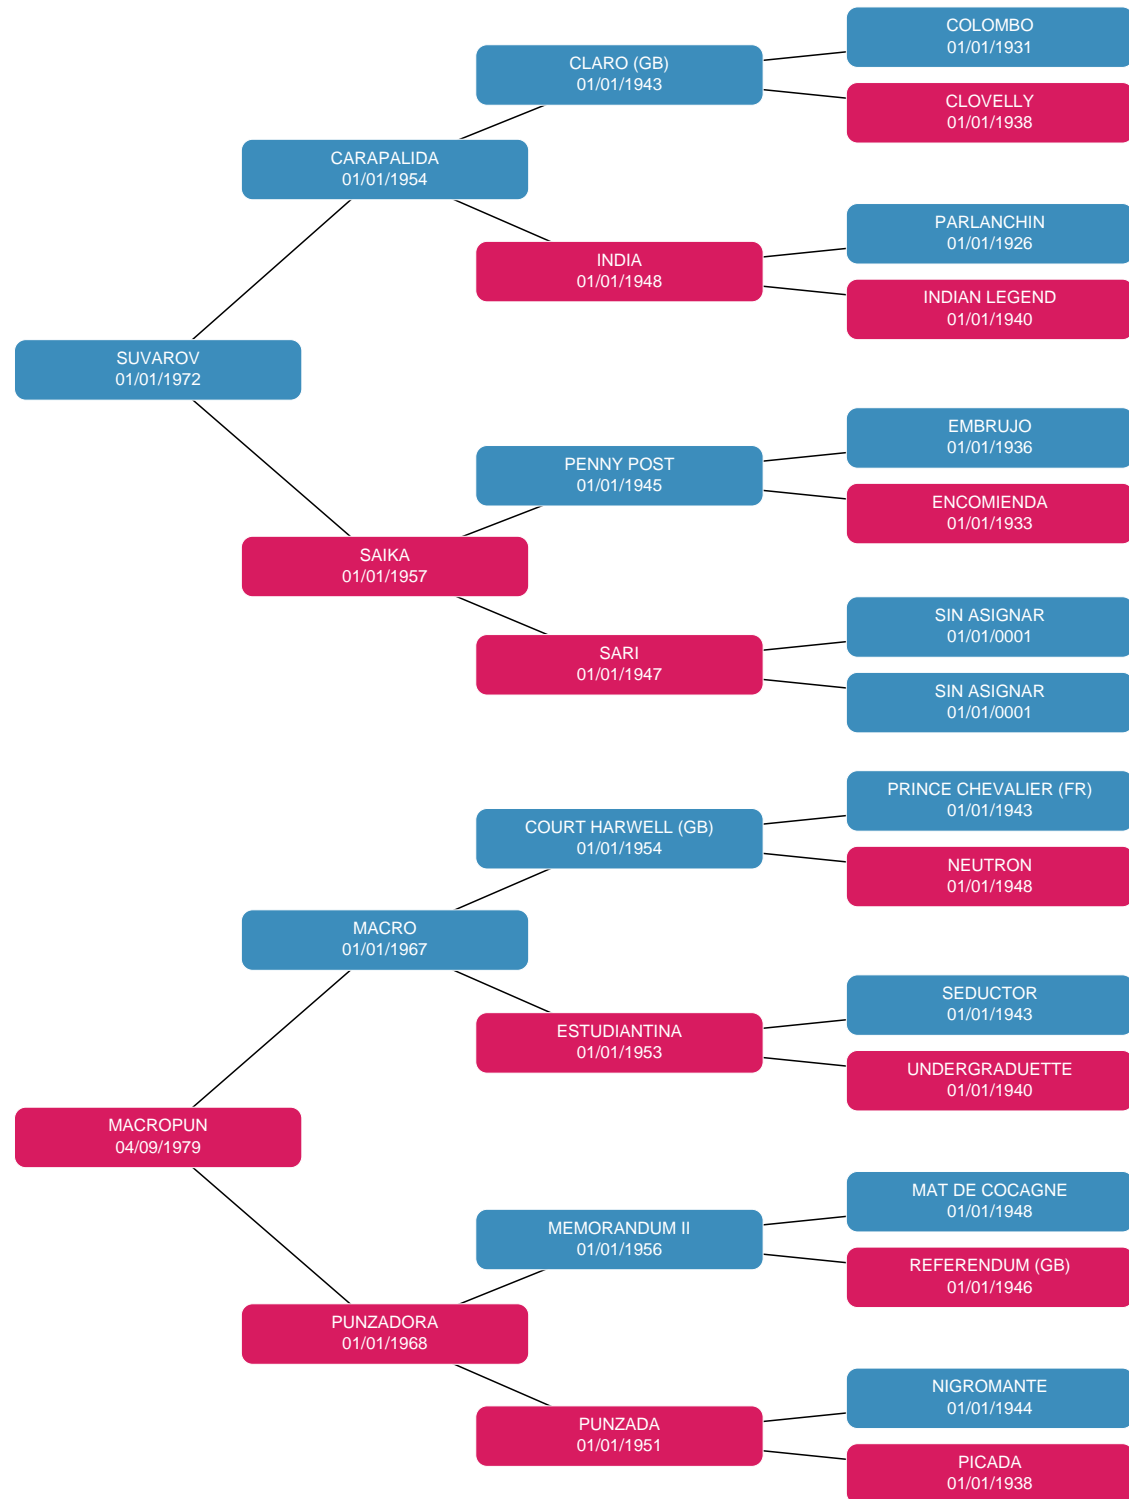 COLOMBO
01/01/1931
CLARO (GB)
01/01/1943
CLOVELLY
01/01/1938
CARAPALIDA
01/01/1954
PARLANCHIN
01/01/1926
INDIA
01/01/1948
INDIAN LEGEND
01/01/1940
SUVAROV
01/01/1972
EMBRUJO
01/01/1936
PENNY POST
01/01/1945
ENCOMIENDA
01/01/1933
SAIKA
01/01/1957
SIN ASIGNAR
01/01/0001
SARI
01/01/1947
SIN ASIGNAR
01/01/0001
PRINCE CHEVALIER (FR)
01/01/1943
COURT HARWELL (GB)
01/01/1954
NEUTRON
01/01/1948
MACRO
01/01/1967
SEDUCTOR
01/01/1943
ESTUDIANTINA
01/01/1953
UNDERGRADUETTE
01/01/1940
MACROPUN
04/09/1979
MAT DE COCAGNE
01/01/1948
MEMORANDUM II
01/01/1956
REFERENDUM (GB)
01/01/1946
PUNZADORA
01/01/1968
NIGROMANTE
01/01/1944
PUNZADA
01/01/1951
PICADA
01/01/1938